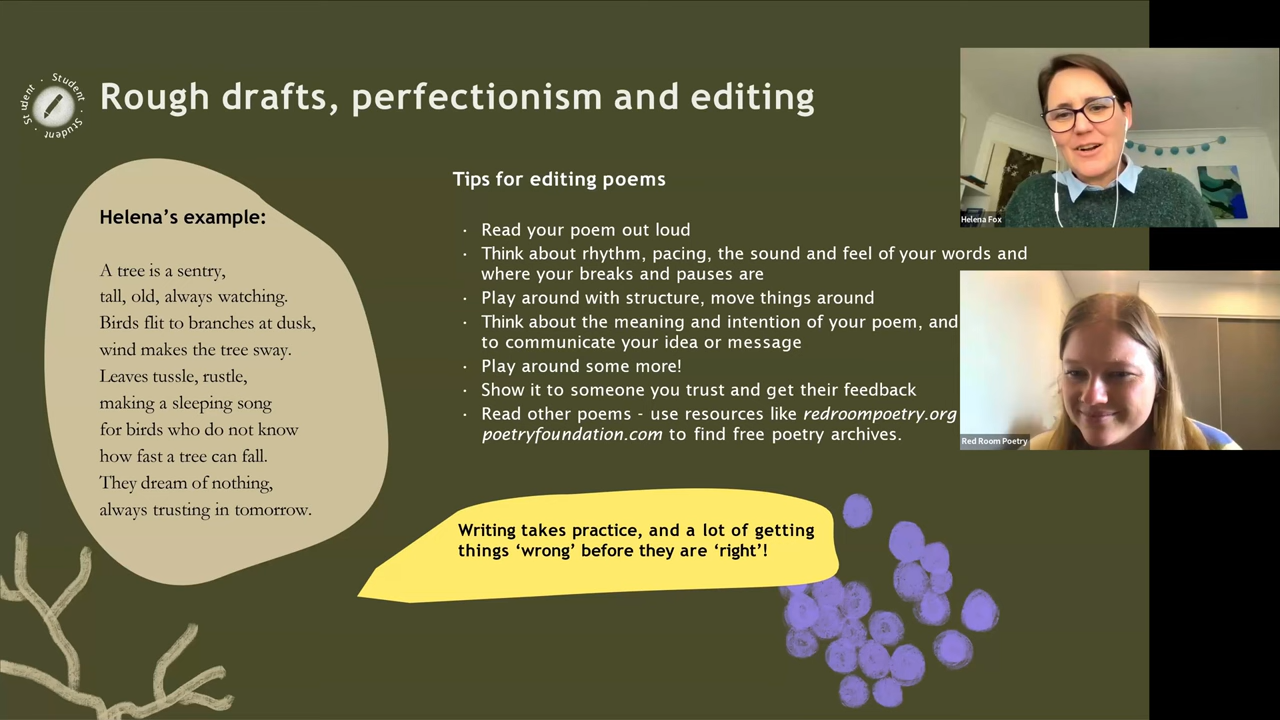 Student · Student · Student ·
Rough drafts, perfectionism and editing
Helena's example:
A tree is a sentry,
tall, old, always watching.
Birds flit to branches at dusk,
wind makes the tree sway.
Leaves tussle, rustle,
making a sleeping song
for birds who do not know
how fast a tree can fall.
They dream of nothing,
always trusting in tomorrow.
Tips for editing poems
· Read your poem out loud
· Think about rhythm, pacing, the sound and feel of your words and
where your breaks and pauses are
· Play around with structure, move things around
· Think about the meaning and intention of your poem, and
to communicate your idea or message
· Play around some more!
· Show it to someone you trust and get their feedback
· Read other poems - use resources like redroompoetry.org
poetryfoundation.com to find free poetry archives.
Writing takes practice, and a lot of getting
things ‘wrong’ before they are ‘right’!
Helena Fox
Red Room Poetry